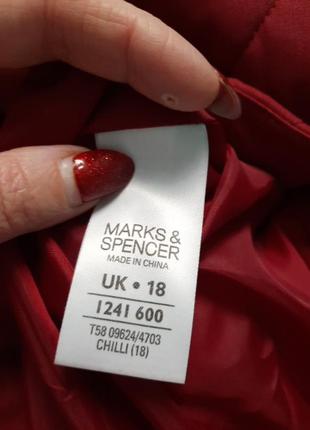 MARKS &
SPENCER
MADE IN CHINA
UK • 18
1241 600
T58 09624/4703
CHILLI (18)